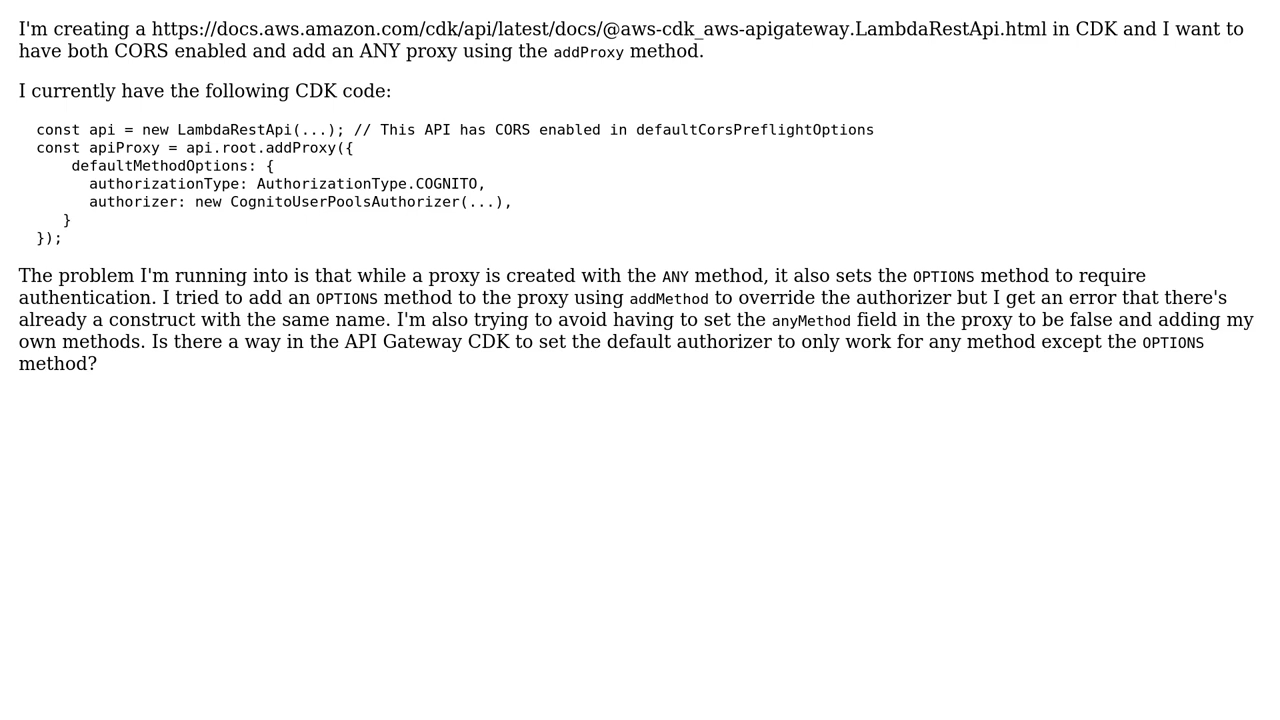 I'm creating a https://docs.aws.amazon.com/cdk/api/latest/docs/@aws-cdk_aws-apigateway.LambdaRestApi.html in CDK and I want to
have both CORS enabled and add an ANY proxy using the addProxy method.
I currently have the following CDK code:
const api = new LambdaRestApi(...); // This API has CORS enabled in defaultCorsPreflightOptions
const apiProxy = api.root.addProxy({
    defaultMethodOptions: {
      authorizationType: AuthorizationType.COGNITO,
      authorizer: new CognitoUserPoolsAuthorizer(...),
   }
});
The problem I'm running into is that while a proxy is created with the ANY method, it also sets the OPTIONS method to require
authentication. I tried to add an OPTIONS method to the proxy using addMethod to override the authorizer but I get an error that there's
already a construct with the same name. I'm also trying to avoid having to set the anyMethod field in the proxy to be false and adding my
own methods. Is there a way in the API Gateway CDK to set the default authorizer to only work for any method except the OPTIONS
method?